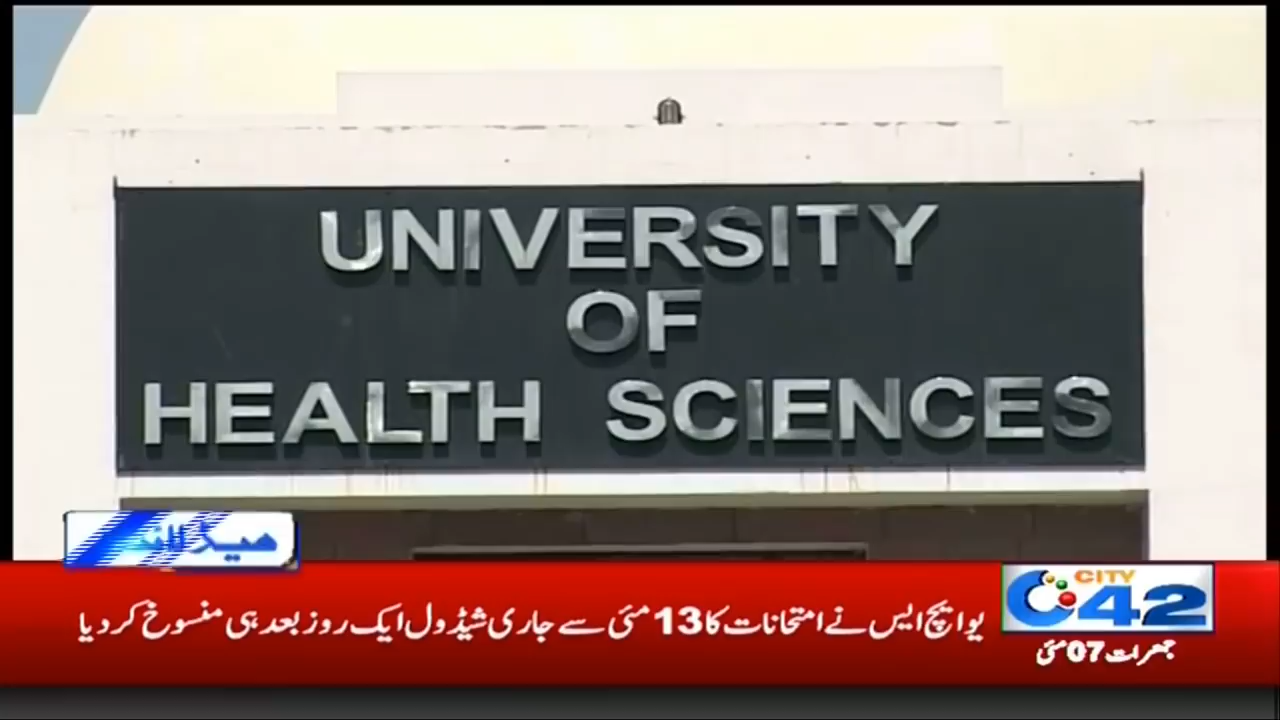 UNIVERSITY
OF
HEALTH SCIENCES
ہیڈلائنز
CITY
42
یو ایچ ایس نے امتحانات کا 13 مئی سے جاری شیڈول ایک روز بعد ہی منسوخ کر دیا
جمعرات 07 مئی